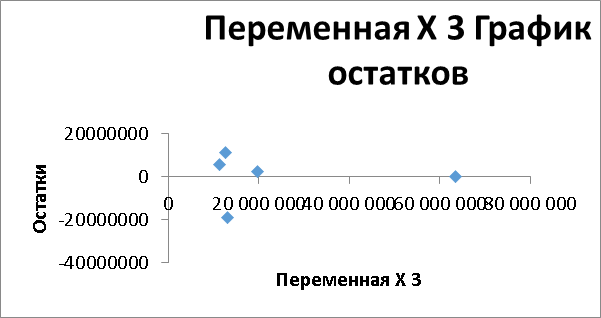 Переменная X 3 График
остатков
20000000
0
-20000000
-40000000
0 20 000 000 40 000 000 60 000 000 80 000 000
Остатки
Переменная X 3